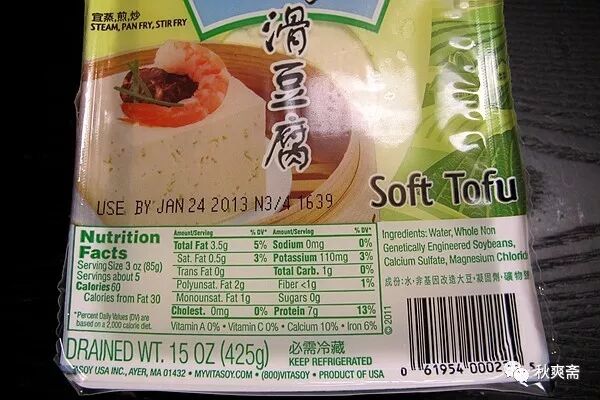 宜蒸,煎,炒
STEAM, PAN FRY, STIR FRY
滑豆腐
Soft Tofu
USE BY JAN 24 2013 N3/4 1639
Nutrition Facts
Serving Size 3 oz (85g)
Servings about 5
Calories 60
Calories from Fat 30
*Percent Daily Values (DV) are
based on a 2,000 calorie diet.
Amount/Serving % DV* Amount/Serving % DV*
Total Fat 3.5g 5% Sodium 0mg 0%
Sat. Fat 0.5g 3% Potassium 110mg 3%
Trans Fat 0g Total Carb. 1g 0%
Polyunsat. Fat 2g Fiber <1g 1%
Monounsat. Fat 1g Sugars 0g
Cholest. 0mg 0% Protein 7g 13%
Vitamin A 0% • Vitamin C 0% • Calcium 10% • Iron 6%
Ingredients: Water, Whole Non
Genetically Engineered Soybeans,
Calcium Sulfate, Magnesium Chlorid
成份:水,非基因改造大豆,凝固劑,礦物鹽
©2011
DRAINED WT. 15 OZ (425g)
必需冷藏
KEEP REFRIGERATED
TASOY USA INC., AYER, MA 01432 • MYVITASOY.COM • (800)VITASOY • PRODUCT OF USA
0 61954 0002
秋爽斋